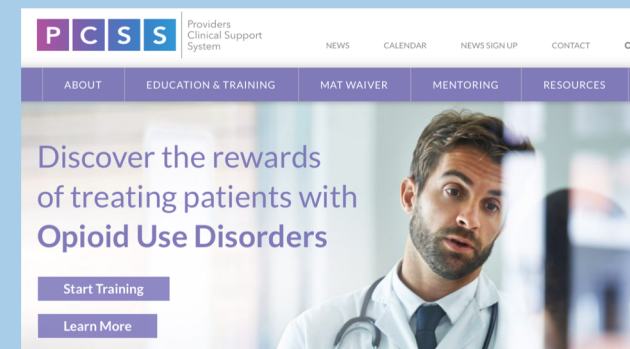 PCSS
Providers
Clinical Support
System
NEWS CALENDAR NEWS SIGN UP CONTACT
ABOUT EDUCATION & TRAINING MAT WAIVER MENTORING RESOURCES
Discover the rewards
of treating patients with
Opioid Use Disorders
Start Training
Learn More